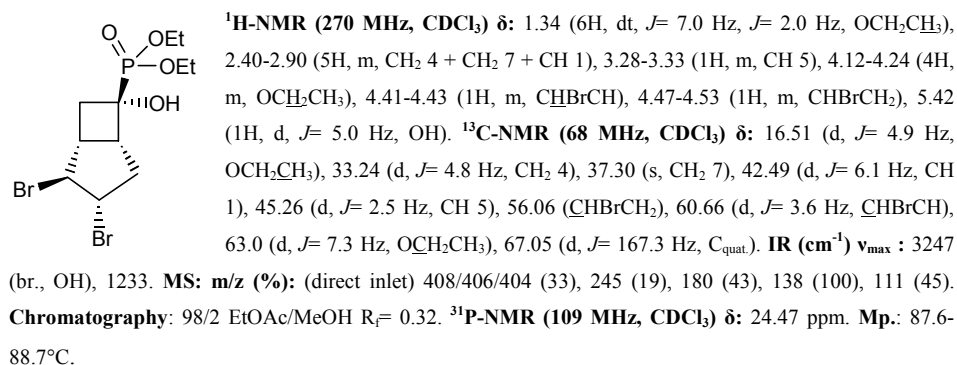 O
OEt
P
OEt
OH
Br
Br
¹H-NMR (270 MHz, CDCl₃) δ: 1.34 (6H, dt, J= 7.0 Hz, J= 2.0 Hz, OCH₂CH₃),
2.40-2.90 (5H, m, CH₂ 4 + CH₂ 7 + CH 1), 3.28-3.33 (1H, m, CH 5), 4.12-4.24 (4H,
m, OCH₂CH₃), 4.41-4.43 (1H, m, CHBrCH), 4.47-4.53 (1H, m, CHBrCH₂), 5.42
(1H, d, J= 5.0 Hz, OH). ¹³C-NMR (68 MHz, CDCl₃) δ: 16.51 (d, J= 4.9 Hz,
OCH₂CH₃), 33.24 (d, J= 4.8 Hz, CH₂ 4), 37.30 (s, CH₂ 7), 42.49 (d, J= 6.1 Hz, CH
1), 45.26 (d, J= 2.5 Hz, CH 5), 56.06 (CHBrCH₂), 60.66 (d, J= 3.6 Hz, CHBrCH),
63.0 (d, J= 7.3 Hz, OCH₂CH₃), 67.05 (d, J= 167.3 Hz, Cquat.). IR (cm⁻¹) νmax : 3247
(br., OH), 1233. MS: m/z (%): (direct inlet) 408/406/404 (33), 245 (19), 180 (43), 138 (100), 111 (45).
Chromatography: 98/2 EtOAc/MeOH Rf= 0.32. ³¹P-NMR (109 MHz, CDCl₃) δ: 24.47 ppm. Mp.: 87.6-
88.7°C.